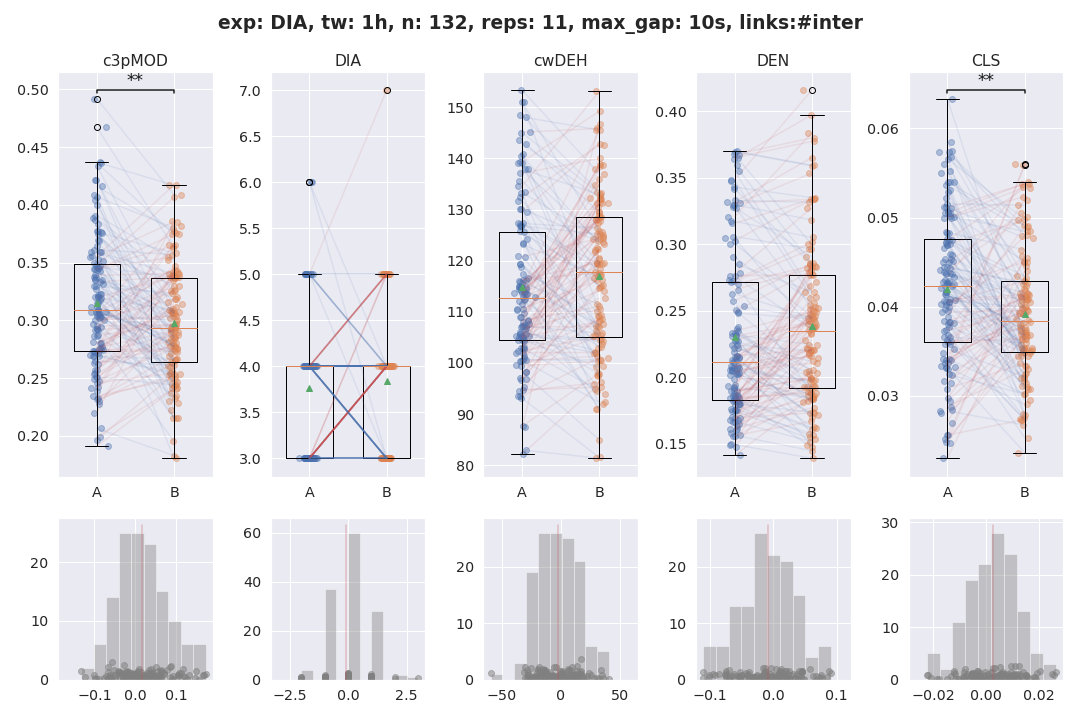 exp: DIA, tw: 1h, n: 132, reps: 11, max_gap: 10s, links:#inter
c3pMOD DIA cwDEH DEN CLS
** **
0.50 0.45 0.40 0.35 0.30 0.25 0.20
A B
7.0 6.5 6.0 5.5 5.0 4.5 4.0 3.5 3.0
A B
150 140 130 120 110 100 90 80
A B
0.40 0.35 0.30 0.25 0.20 0.15
A B
0.06 0.05 0.04 0.03
A B
20 10 0
−0.1 0.0 0.1
60 40 20 0
−2.5 0.0 2.5
20 10 0
−50 0 50
20 10 0
−0.1 0.0 0.1
30 20 10 0
−0.02 0.00 0.02